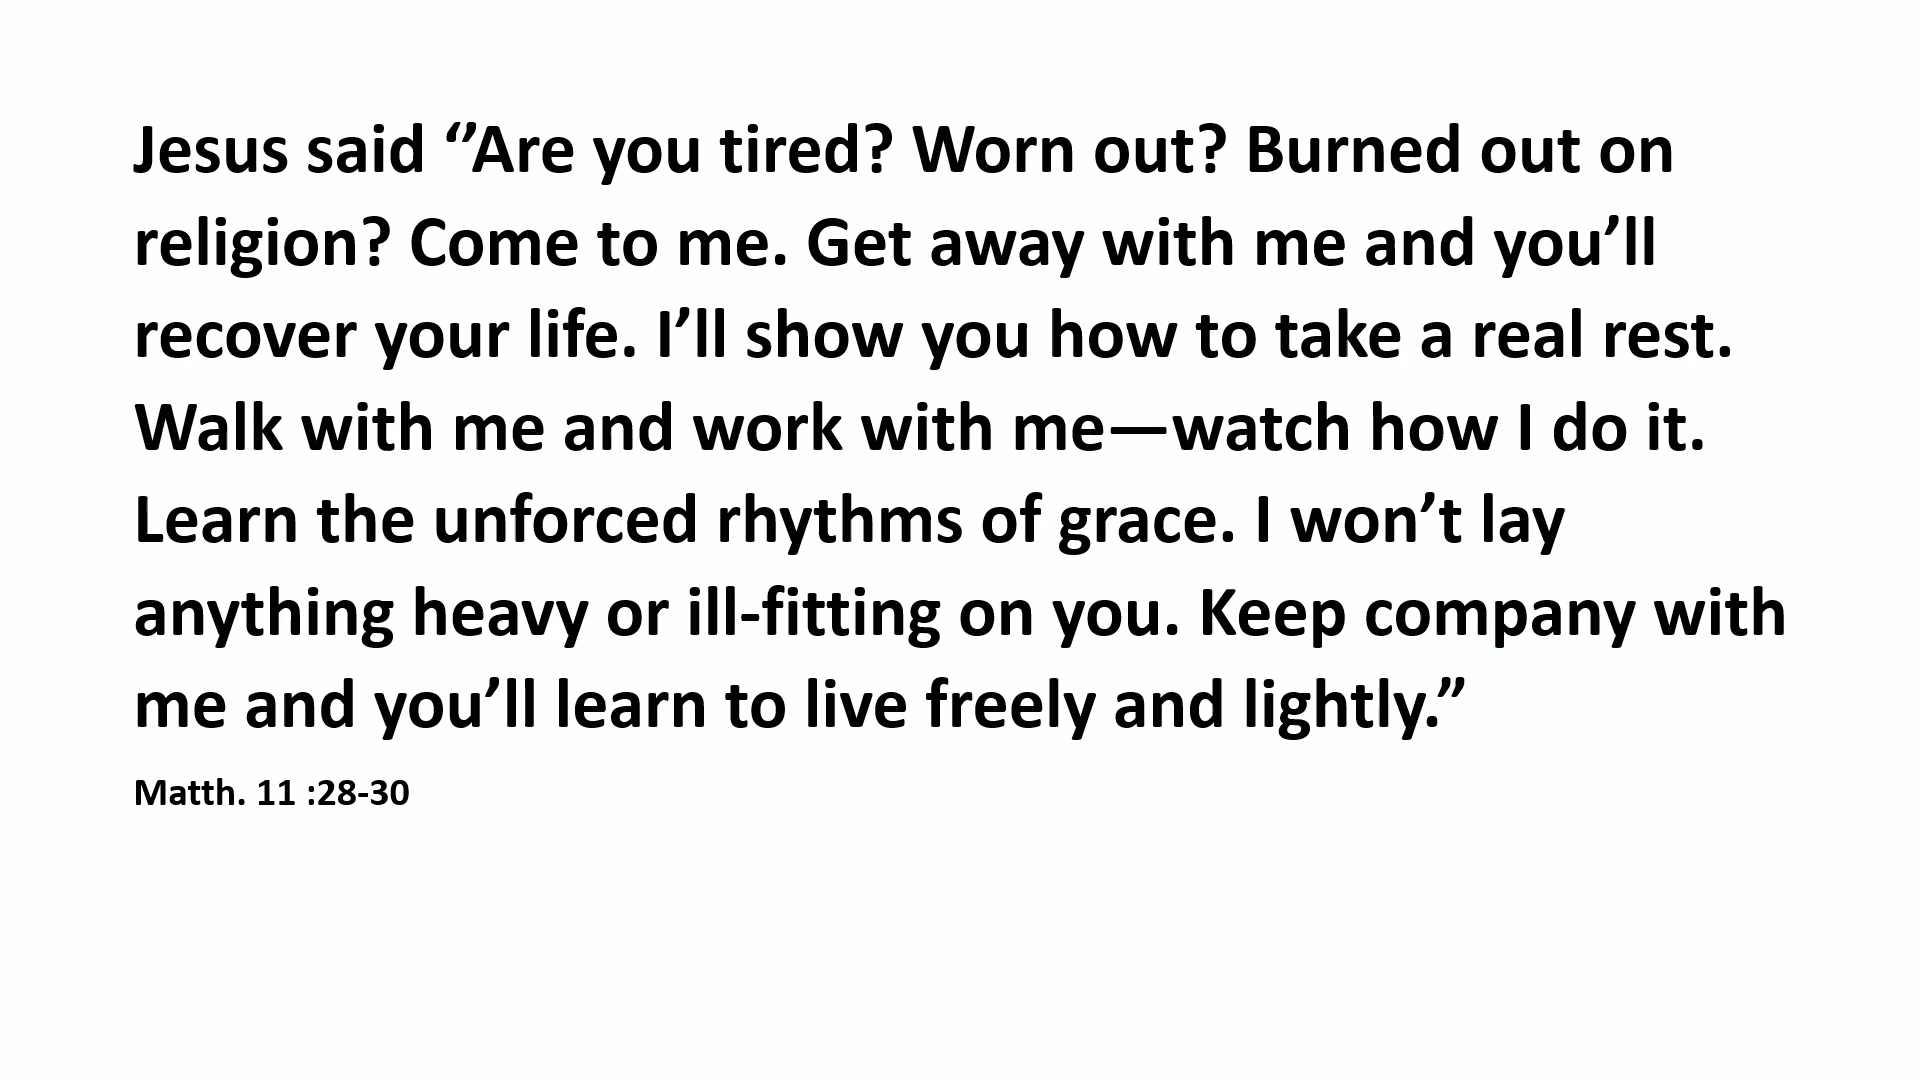 Jesus said ‘’Are you tired? Worn out? Burned out on
religion? Come to me. Get away with me and you’ll
recover your life. I’ll show you how to take a real rest.
Walk with me and work with me—watch how I do it.
Learn the unforced rhythms of grace. I won’t lay
anything heavy or ill-fitting on you. Keep company with
me and you’ll learn to live freely and lightly.”
Matth. 11 :28-30